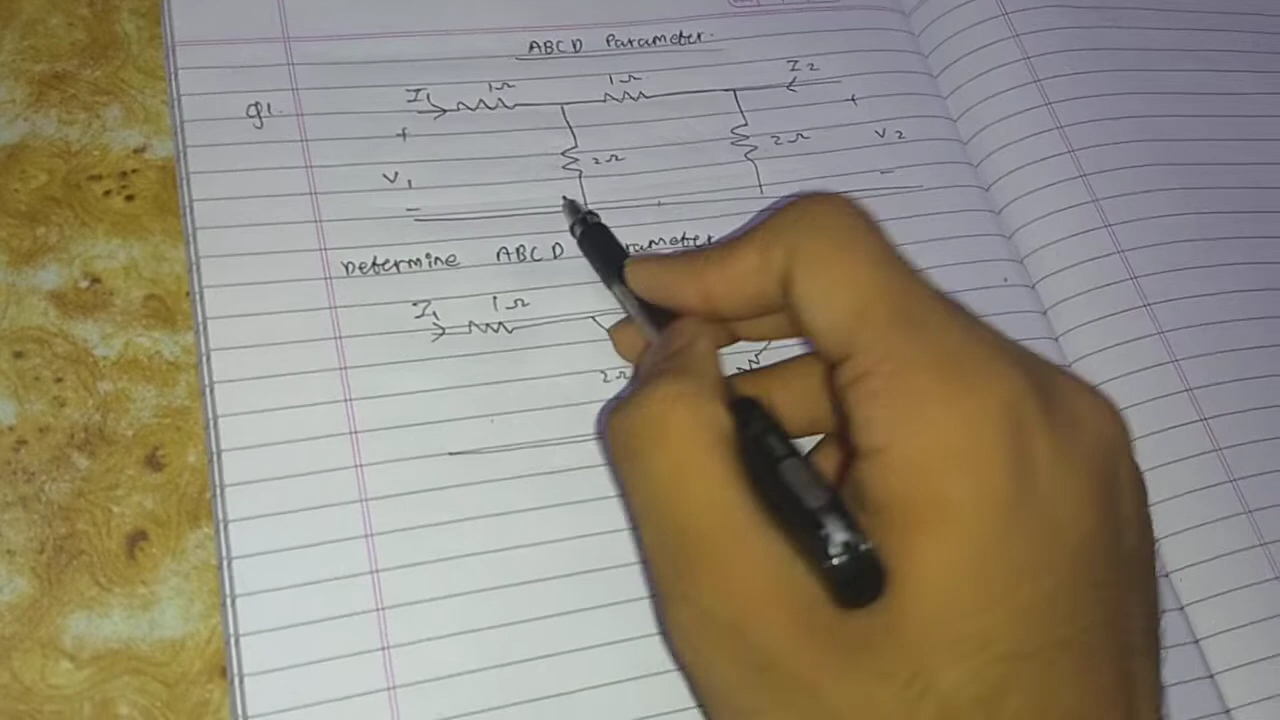 ABCD Parameter.
Q1.
I1 1Ω 1Ω I2
+ +
V1 2Ω 2Ω V2
- -
Determine ABCD
I1 1Ω
2Ω